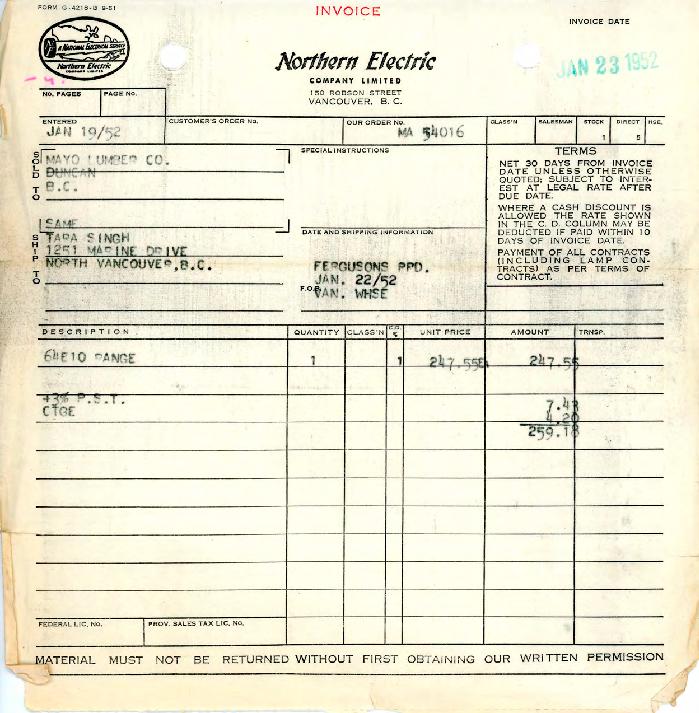 FORM G-4218-B 9-51
INVOICE
INVOICE DATE
JAN 23 1952
A NATIONAL ELECTRICAL SERVICE
Northern Electric
COMPANY LIMITED
Northern Electric
COMPANY LIMITED
150 ROBSON STREET
VANCOUVER, B. C.
NO. PAGES PAGE NO.
ENTERED CUSTOMER'S ORDER NO. OUR ORDER NO. CLASS'N SALESMAN STOCK DIRECT HSE.
JAN 19/52 MA 54016 1 5
SOLD TO
MAYO LUMBER CO.
DUNCAN
B.C.
SPECIAL INSTRUCTIONS
TERMS
NET 30 DAYS FROM INVOICE
DATE UNLESS OTHERWISE
QUOTED; SUBJECT TO INTER-
EST AT LEGAL RATE AFTER
DUE DATE.
WHERE A CASH DISCOUNT IS
ALLOWED THE RATE SHOWN
IN THE C. D. COLUMN MAY BE
DEDUCTED IF PAID WITHIN 10
DAYS OF INVOICE DATE.
PAYMENT OF ALL CONTRACTS
(INCLUDING LAMP CON-
TRACTS) AS PER TERMS OF
CONTRACT.
SHIP TO
SAME
TARA SINGH
1251 MARINE DRIVE
NORTH VANCOUVER,B.C.
DATE AND SHIPPING INFORMATION
FERGUSONS PPD.
JAN. 22/52
F.O.B.
VAN. WHSE
DESCRIPTION QUANTITY CLASS'N UNIT PRICE AMOUNT TRNSP.
64E10 RANGE 1 1 247.55E 247.55
+3% P.S.T. 7.43
CTGE 4.20
259.18
FEDERAL LIC. NO. PROV. SALES TAX LIC. NO.
MATERIAL MUST NOT BE RETURNED WITHOUT FIRST OBTAINING OUR WRITTEN PERMISSION